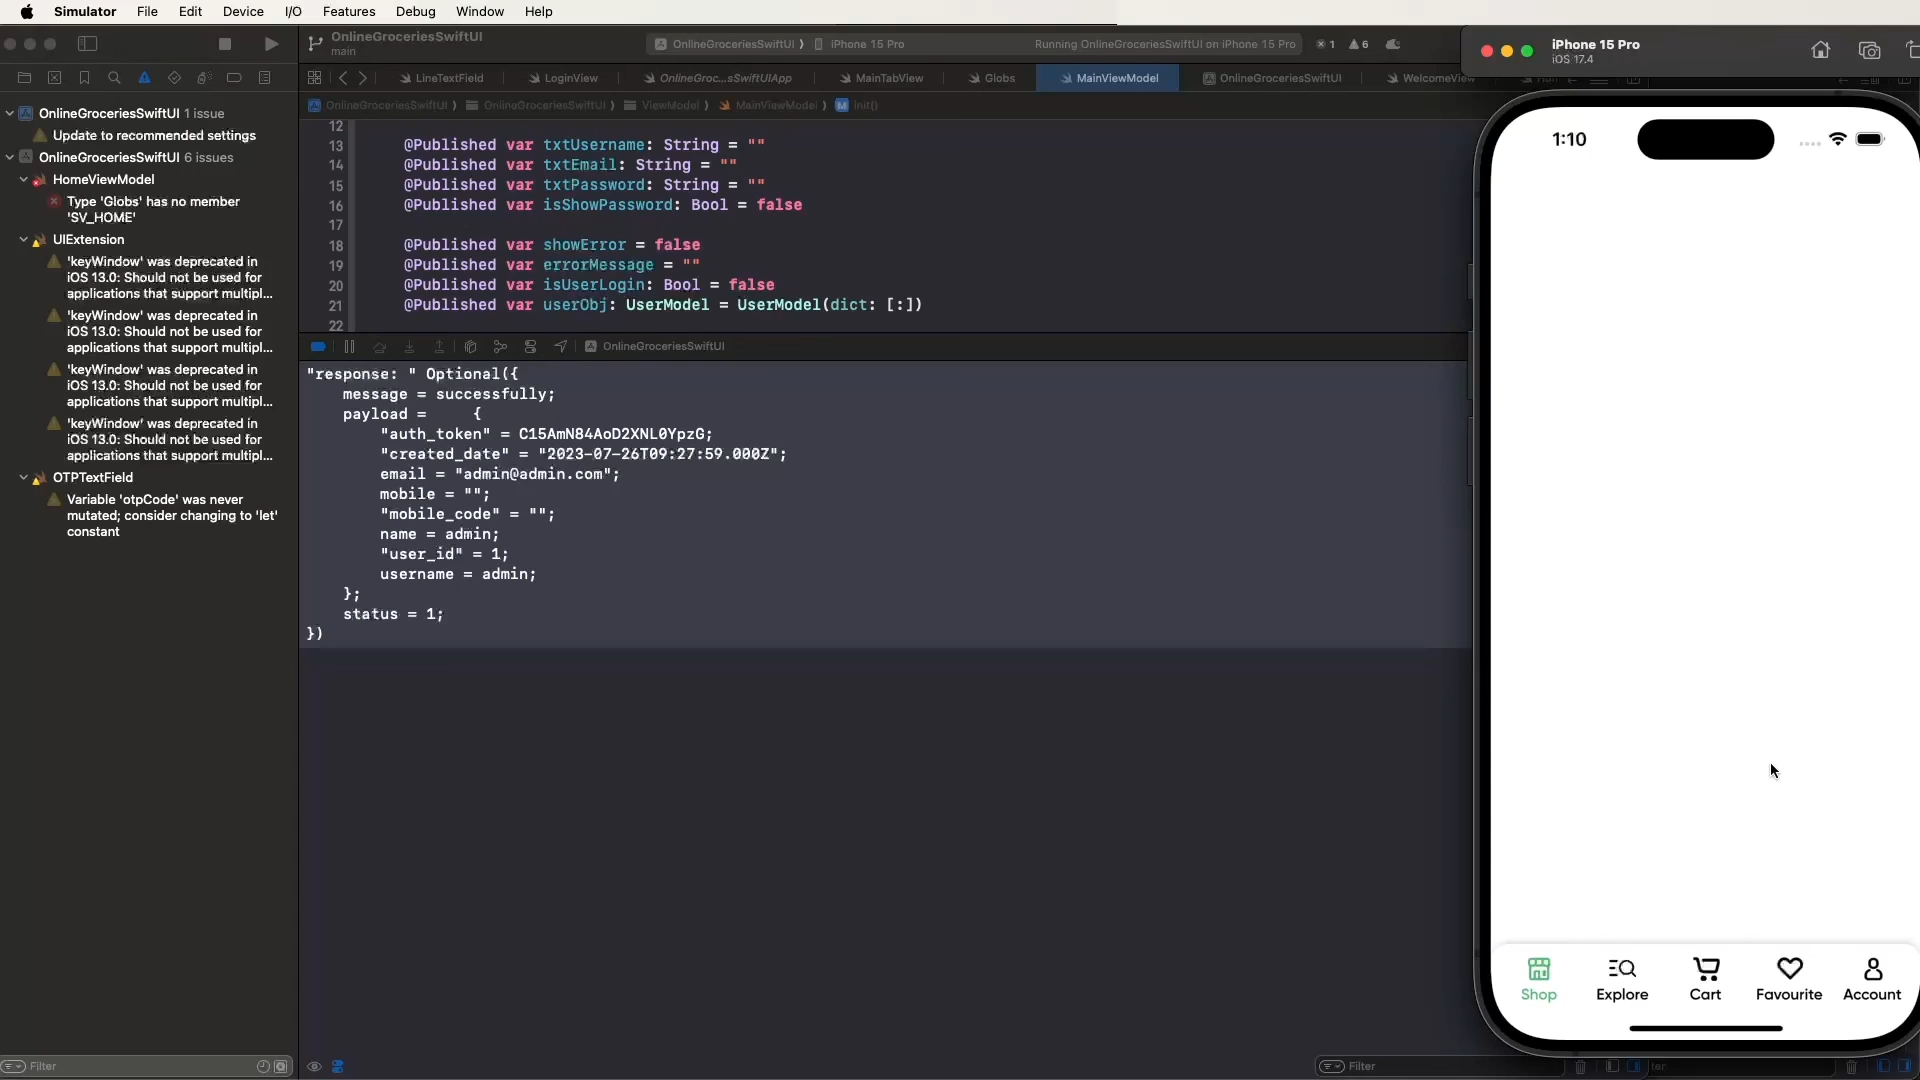 Simulator File Edit Device I/O Features Debug Window Help
OnlineGroceriesSwiftUI
main
OnlineGroceriesSwiftUI iPhone 15 Pro Running OnlineGroceriesSwiftUI on iPhone 15 Pro 1 6
iPhone 15 Pro
iOS 17.4
LineTextField LoginView OnlineGroc...sSwiftUIApp MainTabView Globs MainViewModel OnlineGroceriesSwiftUI WelcomeView
OnlineGroceriesSwiftUI OnlineGroceriesSwiftUI ViewModel MainViewModel M init()
OnlineGroceriesSwiftUI 1 issue
Update to recommended settings
OnlineGroceriesSwiftUI 6 issues
HomeViewModel
Type 'Globs' has no member
'SV_HOME'
UIExtension
'keyWindow' was deprecated in
iOS 13.0: Should not be used for
applications that support multipl...
'keyWindow' was deprecated in
iOS 13.0: Should not be used for
applications that support multipl...
'keyWindow' was deprecated in
iOS 13.0: Should not be used for
applications that support multipl...
'keyWindow' was deprecated in
iOS 13.0: Should not be used for
applications that support multipl...
OTPTextField
Variable 'otpCode' was never
mutated; consider changing to 'let'
constant
Filter
12
13 @Published var txtUsername: String = ""
14 @Published var txtEmail: String = ""
15 @Published var txtPassword: String = ""
16 @Published var isShowPassword: Bool = false
17
18 @Published var showError = false
19 @Published var errorMessage = ""
20 @Published var isUserLogin: Bool = false
21 @Published var userObj: UserModel = UserModel(dict: [:])
22
OnlineGroceriesSwiftUI
"response: " Optional({
message = successfully;
payload = {
"auth_token" = C15AmN84AoD2XNL0YpzG;
"created_date" = "2023-07-26T09:27:59.000Z";
email = "admin@admin.com";
mobile = "";
"mobile_code" = "";
name = admin;
"user_id" = 1;
username = admin;
};
status = 1;
})
Filter
1:10
Shop Explore Cart Favourite Account